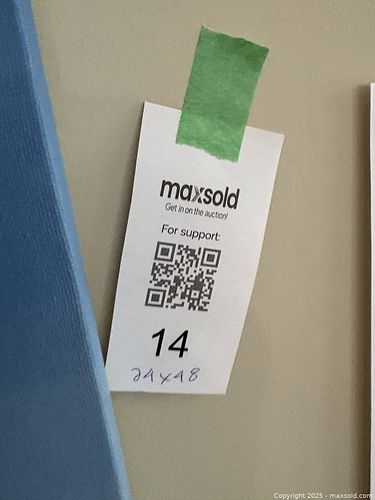 maxsold
Get in on the auction!
For support:
14
24x48
Copyright 2025 - maxsold.com